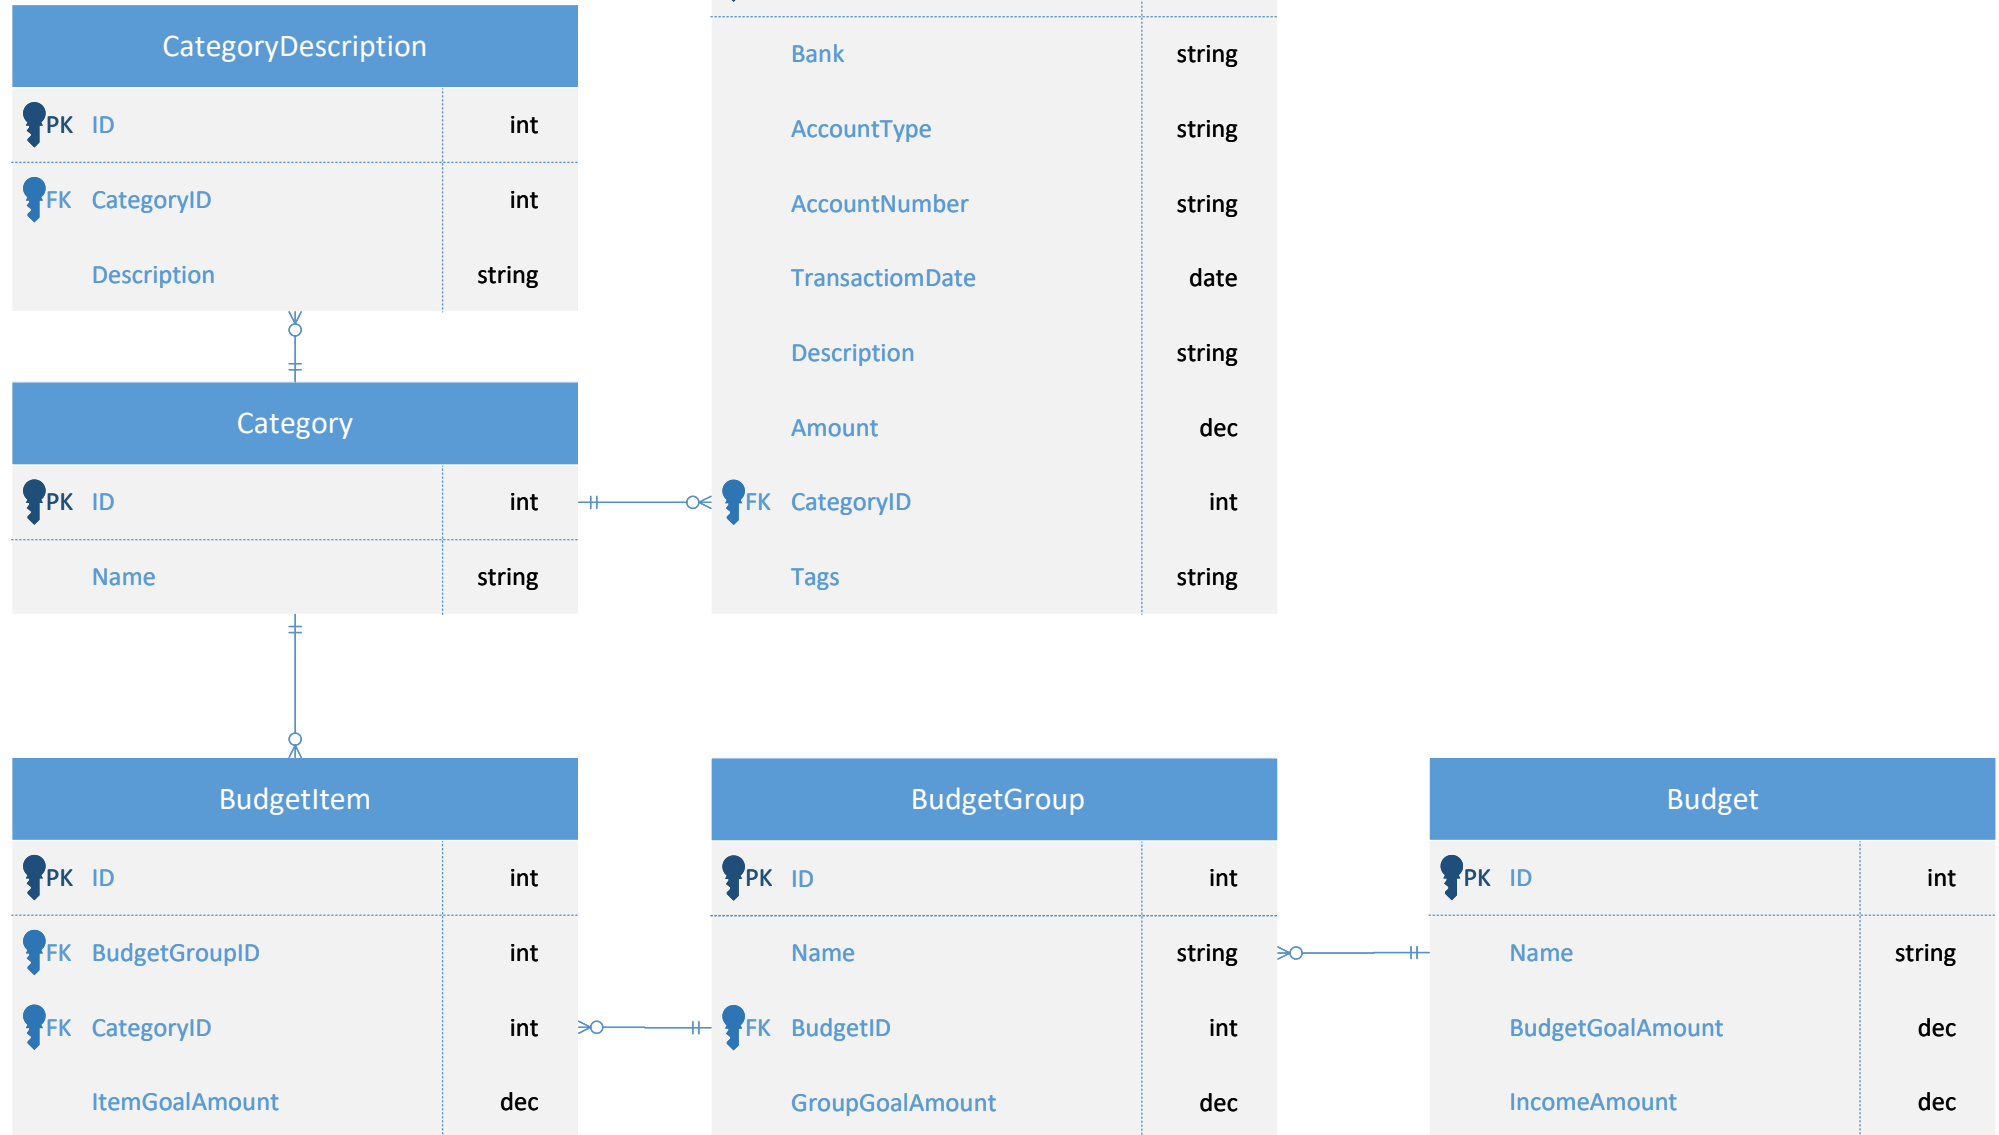 CategoryDescription
PK ID int
FK CategoryID int
Description string
Bank string
AccountType string
AccountNumber string
TransactiomDate date
Description string
Amount dec
FK CategoryID int
Tags string
Category
PK ID int
Name string
BudgetItem
PK ID int
FK BudgetGroupID int
FK CategoryID int
ItemGoalAmount dec
BudgetGroup
PK ID int
Name string
FK BudgetID int
GroupGoalAmount dec
Budget
PK ID int
Name string
BudgetGoalAmount dec
IncomeAmount dec